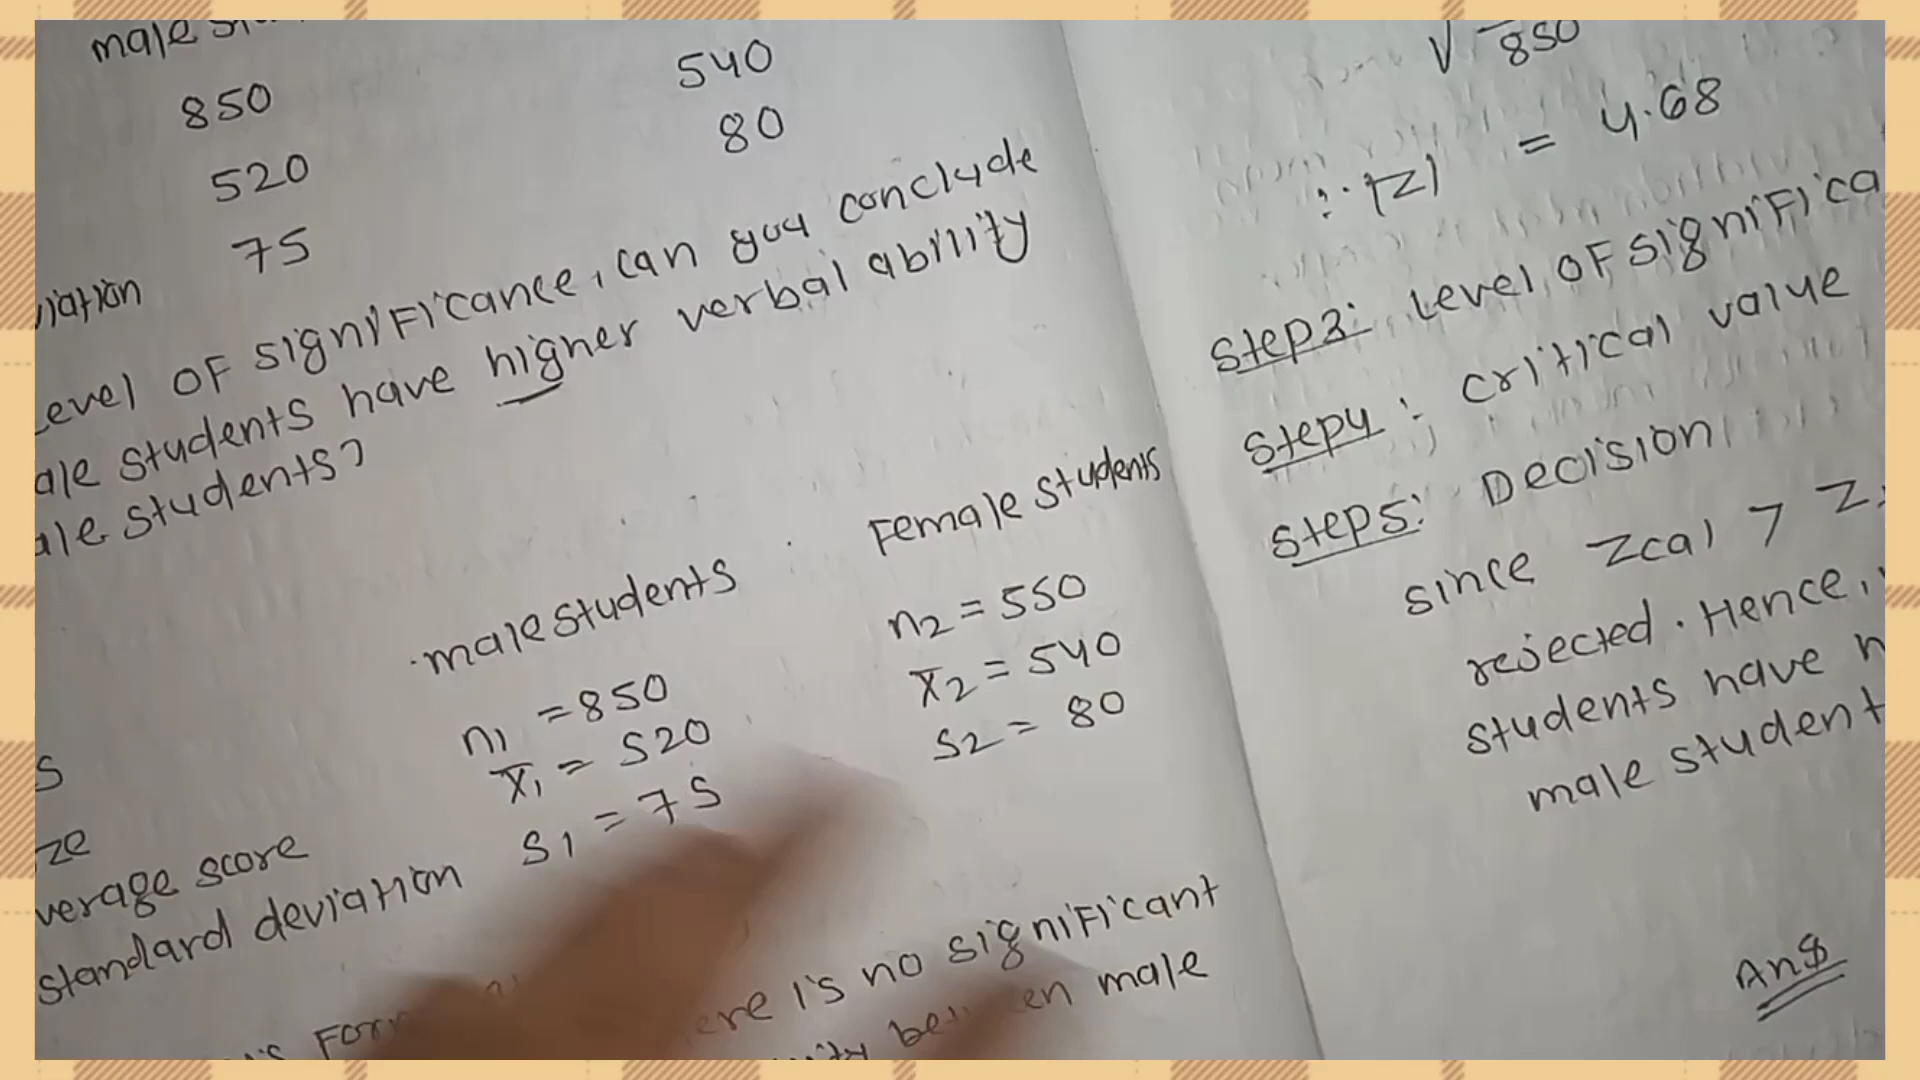 male
850 540
520 80
75
viation
Level OF significance, can you conclude
ale students have higher verbal ability
ale students?
male students Female students
n1 = 850 n2 = 550
x̄1 = 520 x̄2 = 540
s1 = 75 s2 = 80
s
ze
verage score
standard deviation
ere is no significant
between male
√ 850
∴ |z| = 4.68
Step3: Level OF significa
Step4: critical value
Step5: Decision
since Zcal > Z
rejected. Hence,
students have h
male student
Ans